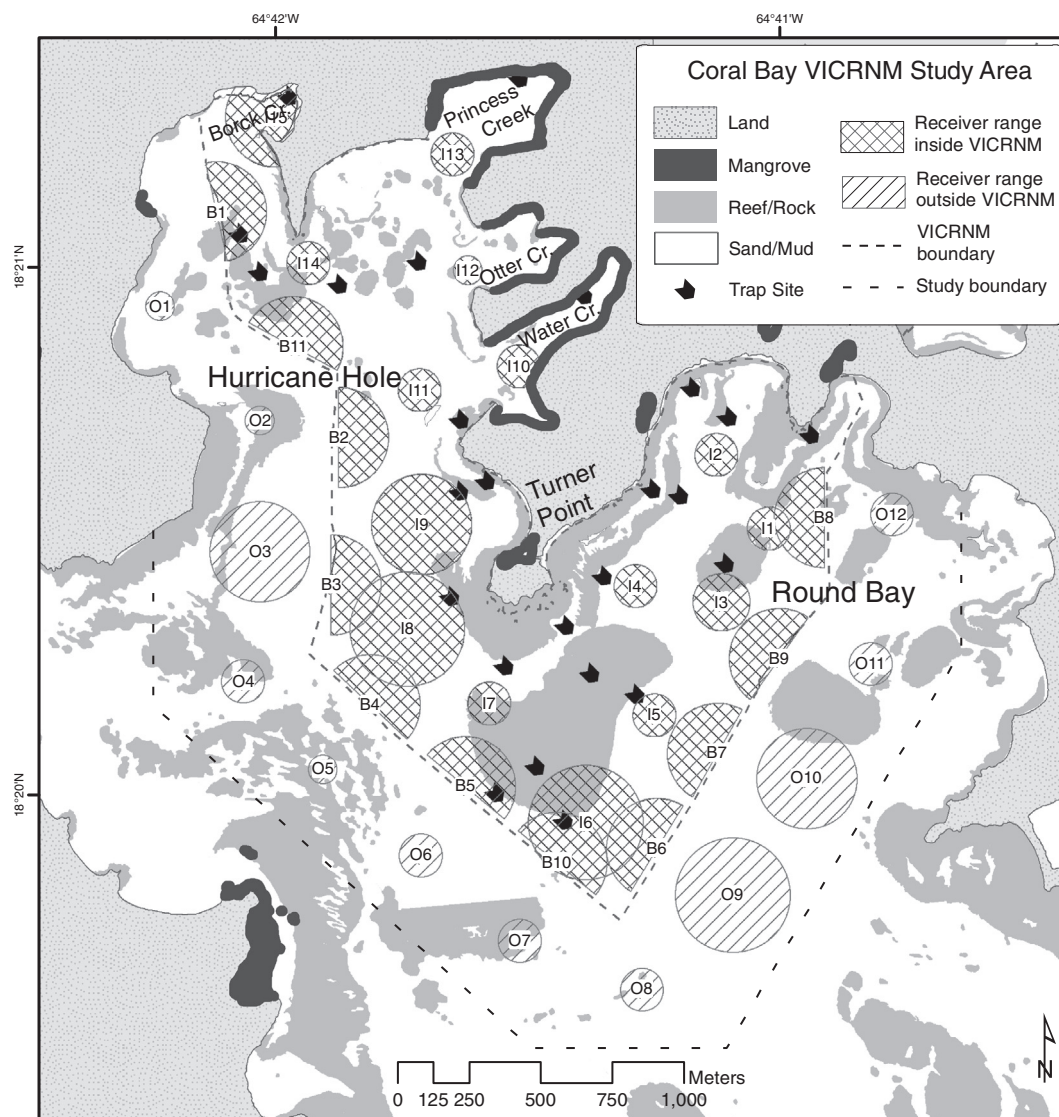 64°42'W
64°41'W
18°21'N
18°20'N
Coral Bay VICRNM Study Area
Land
Mangrove
Reef/Rock
Sand/Mud
Trap Site
Receiver range
inside VICRNM
Receiver range
outside VICRNM
VICRNM
boundary
Study boundary
Borck Cr.
I15
Princess
Creek
I13
B1
I14
I12
Otter Cr.
O1
Water Cr.
B11
I10
Hurricane Hole
I11
O2
B2
I2
Turner
Point
I9
I1
B8
O12
O3
B3
I4
I3
Round Bay
I8
B9
O11
O4
B4
I7
I5
B7
O5
B5
O10
I6
B10
B6
O6
O9
O7
O8
Meters
0 125 250 500 750 1,000
N